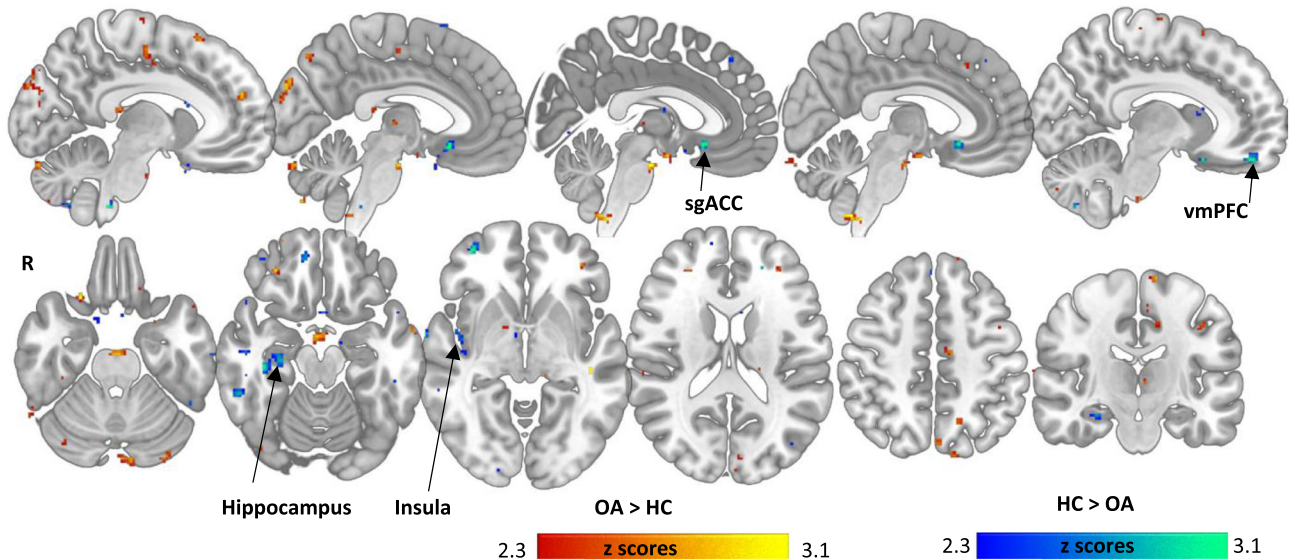 sgACC
vmPFC
R
Hippocampus
Insula
OA > HC
HC > OA
2.3 z scores 3.1
2.3 z scores 3.1